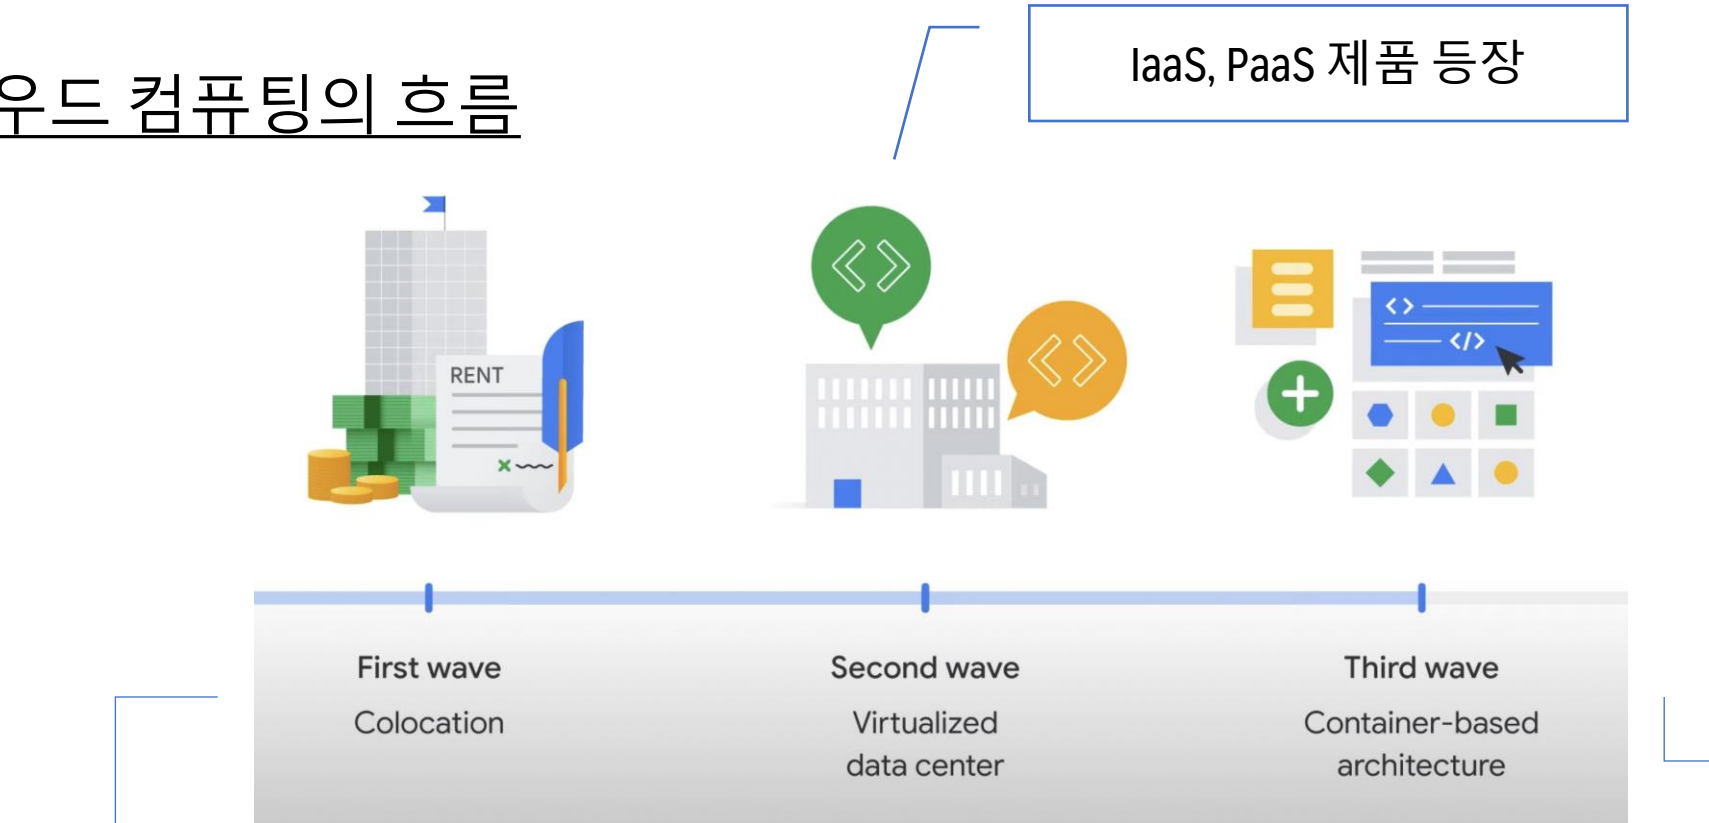 우드 컴퓨팅의 흐름
IaaS, PaaS 제품 등장
RENT
First wave
Colocation
Second wave
Virtualized
data center
Third wave
Container-based
architecture